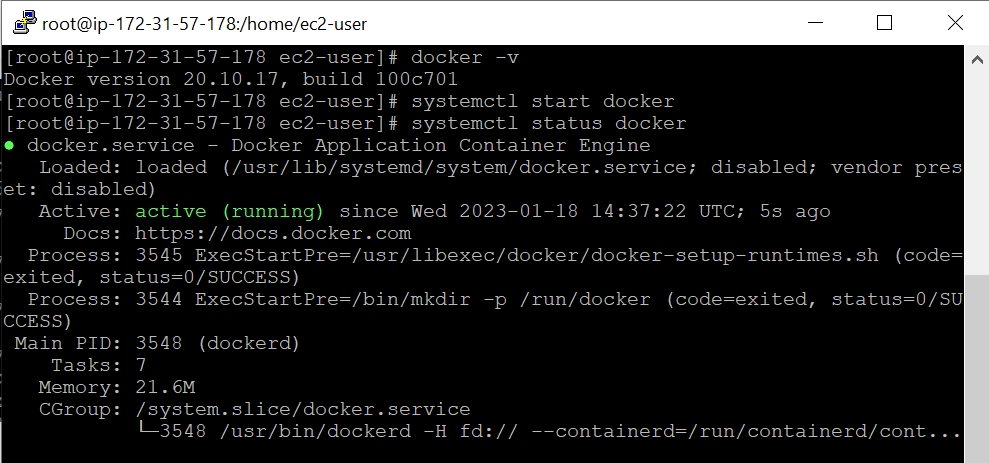 root@ip-172-31-57-178:/home/ec2-user
[root@ip-172-31-57-178 ec2-user]# docker -v
Docker version 20.10.17, build 100c701
[root@ip-172-31-57-178 ec2-user]# systemctl start docker
[root@ip-172-31-57-178 ec2-user]# systemctl status docker
● docker.service - Docker Application Container Engine
   Loaded: loaded (/usr/lib/systemd/system/docker.service; disabled; vendor pres
et: disabled)
   Active: active (running) since Wed 2023-01-18 14:37:22 UTC; 5s ago
     Docs: https://docs.docker.com
  Process: 3545 ExecStartPre=/usr/libexec/docker/docker-setup-runtimes.sh (code=
exited, status=0/SUCCESS)
  Process: 3544 ExecStartPre=/bin/mkdir -p /run/docker (code=exited, status=0/SU
CCESS)
 Main PID: 3548 (dockerd)
    Tasks: 7
   Memory: 21.6M
   CGroup: /system.slice/docker.service
           └─3548 /usr/bin/dockerd -H fd:// --containerd=/run/containerd/cont...